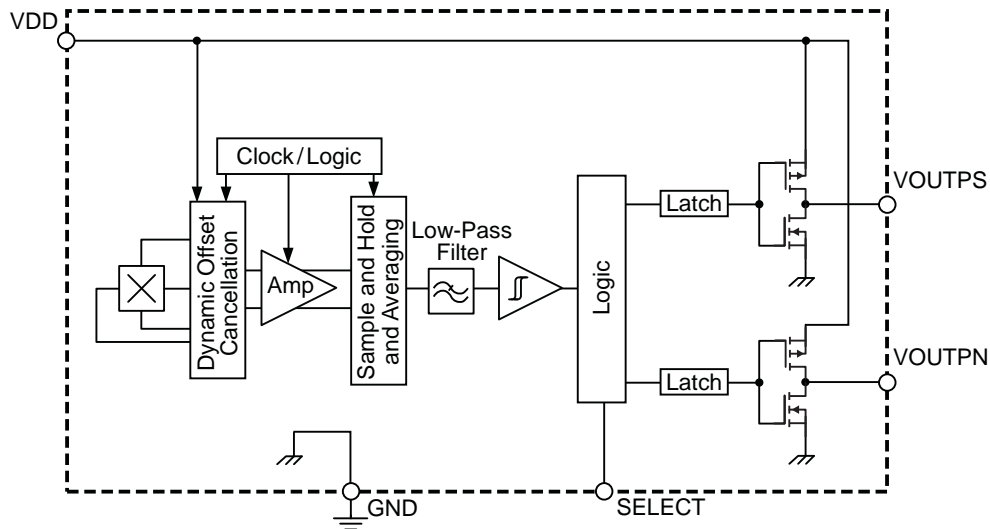 VDD
Clock/Logic
Dynamic Offset
Cancellation
Amp
Sample and Hold
and Averaging
Low-Pass
Filter
Logic
Latch
VOUTPS
Latch
VOUTPN
GND
SELECT